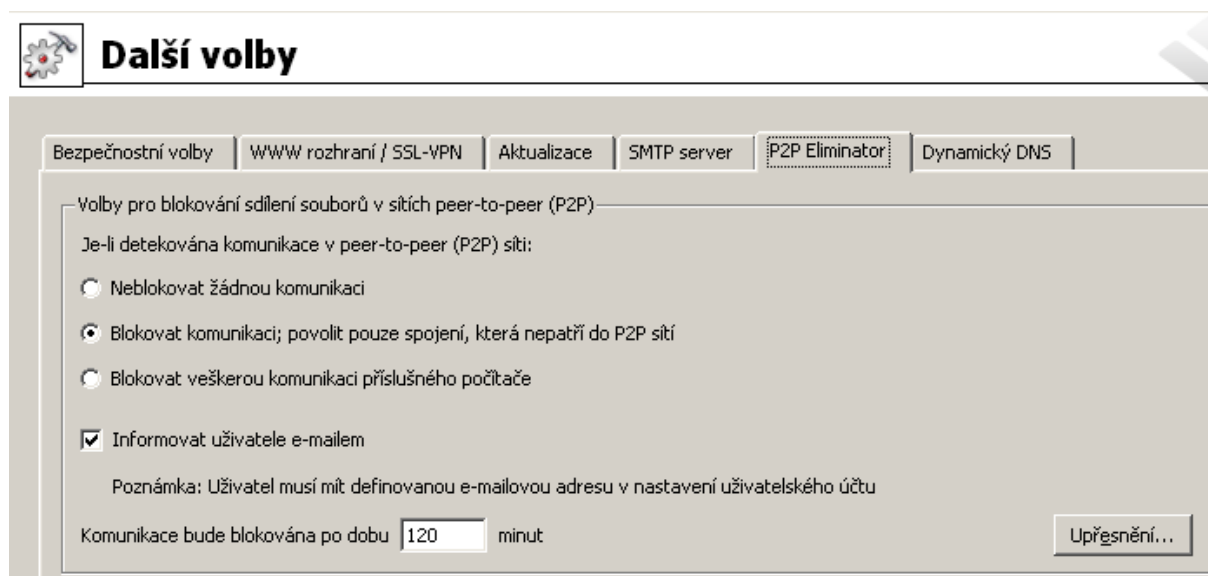 Další volby
Bezpečnostní volby WWW rozhraní / SSL-VPN Aktualizace SMTP server P2P Eliminator Dynamický DNS
Volby pro blokování sdílení souborů v sítích peer-to-peer (P2P)
Je-li detekována komunikace v peer-to-peer (P2P) síti:
Neblokovat žádnou komunikaci
Blokovat komunikaci; povolit pouze spojení, která nepatří do P2P sítí
Blokovat veškerou komunikaci příslušného počítače
Informovat uživatele e-mailem
Poznámka: Uživatel musí mít definovanou e-mailovou adresu v nastavení uživatelského účtu
Komunikace bude blokována po dobu 120 minut Upřesnění...